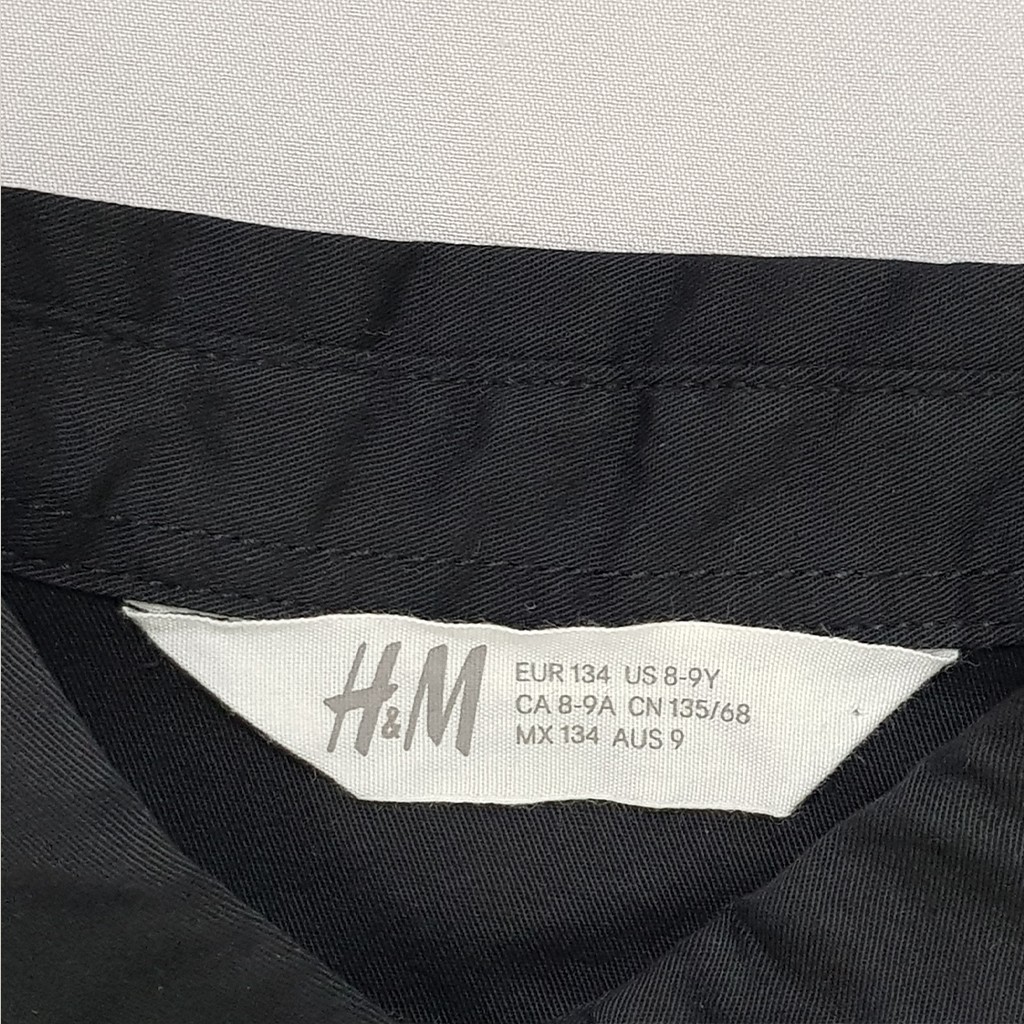 H&M
EUR 134 US 8-9Y
CA 8-9A CN 135/68
MX 134 AUS 9